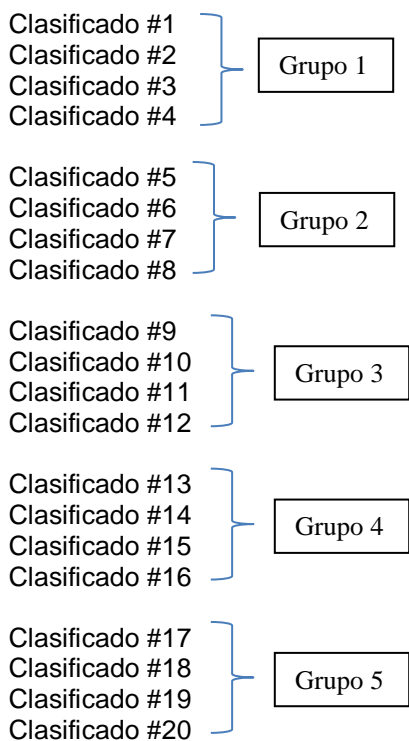 Clasificado #1
Clasificado #2
Clasificado #3
Clasificado #4
Grupo 1
Clasificado #5
Clasificado #6
Clasificado #7
Clasificado #8
Grupo 2
Clasificado #9
Clasificado #10
Clasificado #11
Clasificado #12
Grupo 3
Clasificado #13
Clasificado #14
Clasificado #15
Clasificado #16
Grupo 4
Clasificado #17
Clasificado #18
Clasificado #19
Clasificado #20
Grupo 5